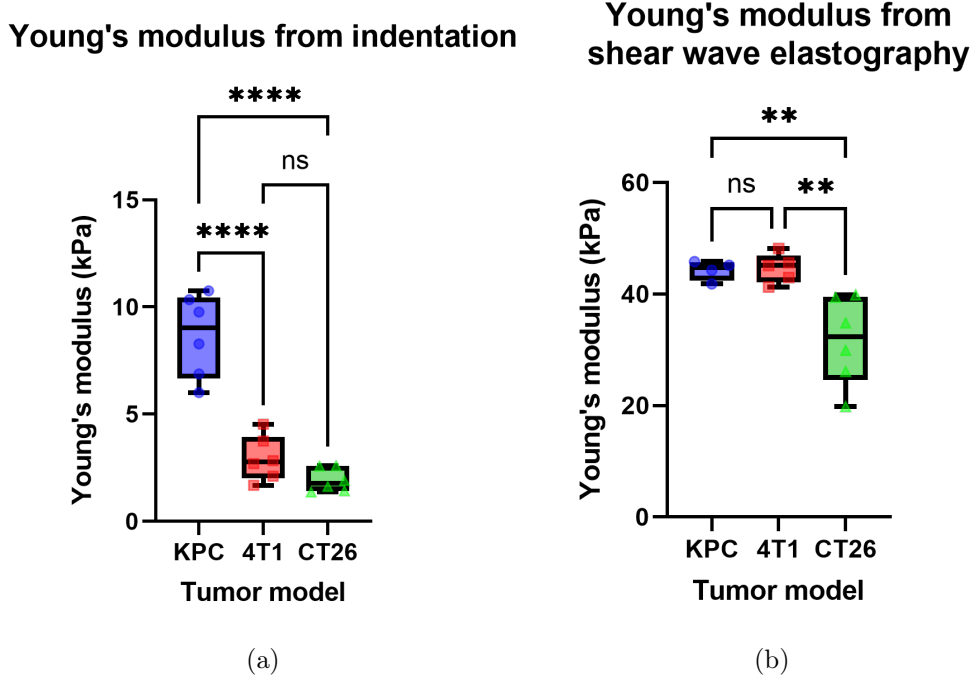 Young's modulus from indentation
****
ns
****
15
10
5
0
Young's modulus (kPa)
KPC 4T1 CT26
Tumor model
(a)
Young's modulus from
shear wave elastography
**
ns **
60
40
20
0
Young's modulus (kPa)
KPC 4T1 CT26
Tumor model
(b)